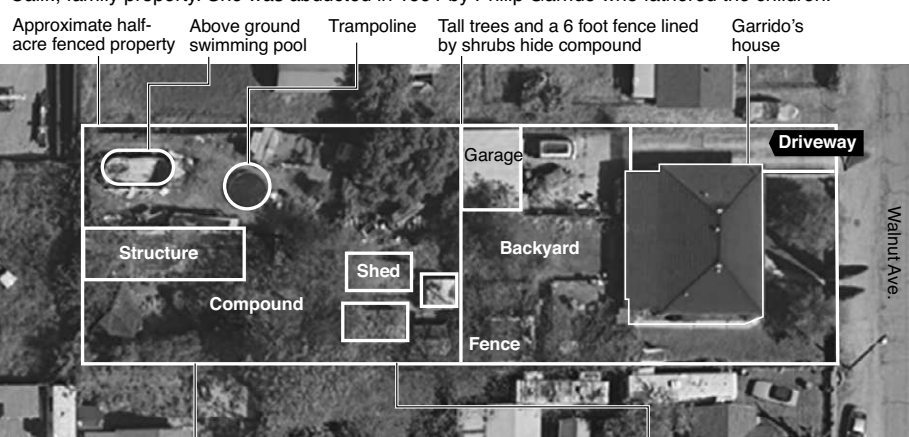 Approximate half-
acre fenced property
Above ground
swimming pool
Trampoline
Tall trees and a 6 foot fence lined
by shrubs hide compound
Garrido's
house
Driveway
Garage
Walnut Ave.
Structure
Backyard
Shed
Compound
Fence